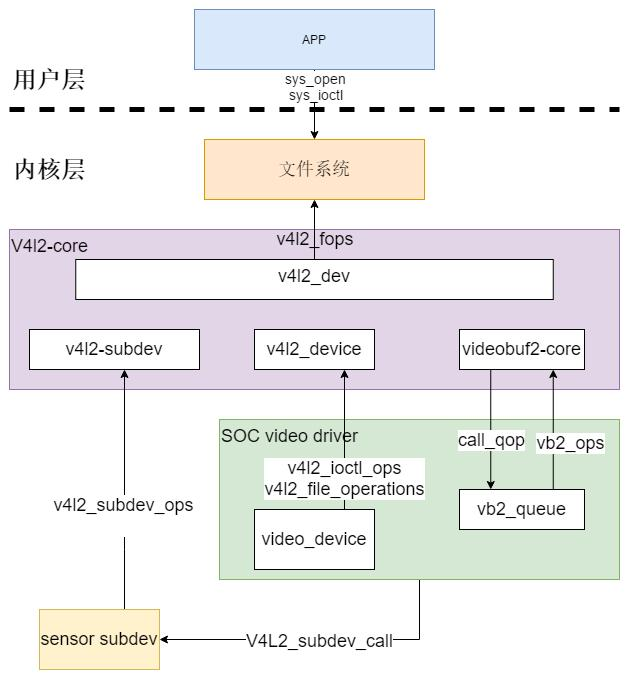 APP
用户层
sys_open
sys_ioctl
内核层
文件系统
V4l2-core
v4l2_fops
v4l2_dev
v4l2-subdev
v4l2_device
videobuf2-core
SOC video driver
call_qop
vb2_ops
v4l2_ioctl_ops
v4l2_file_operations
v4l2_subdev_ops
video_device
vb2_queue
sensor subdev
V4L2_subdev_call